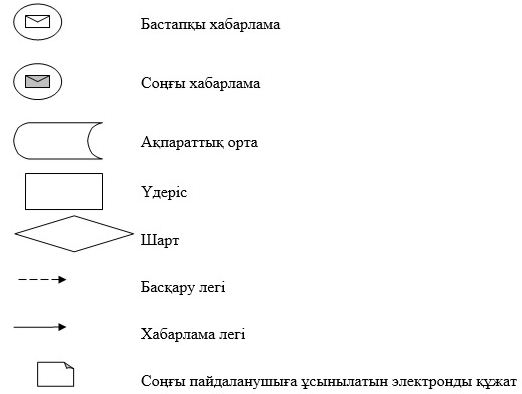 Бастапқы хабарлама
Соңғы хабарлама
Ақпараттық орта
Үдеріс
Шарт
Басқару легі
Хабарлама легі
Соңғы пайдаланушыға ұсынылатын электронды құжат